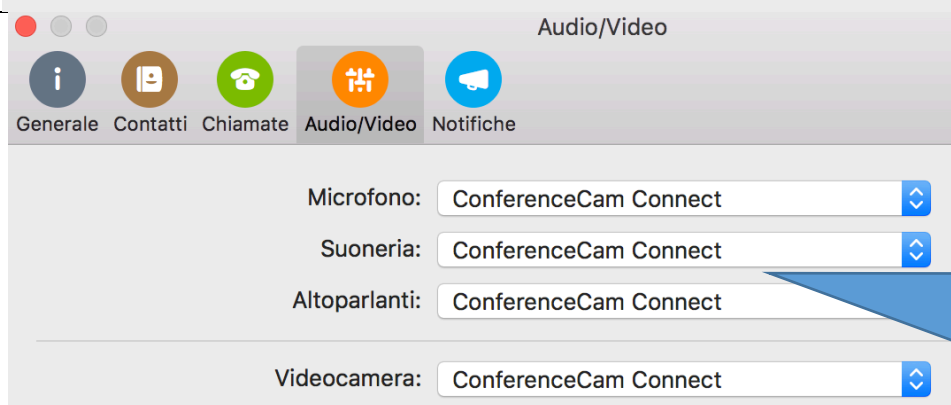 Audio/Video
Generale Contatti Chiamate Audio/Video Notifiche
Microfono: ConferenceCam Connect
Suoneria: ConferenceCam Connect
Altoparlanti: ConferenceCam Connect
Videocamera: ConferenceCam Connect